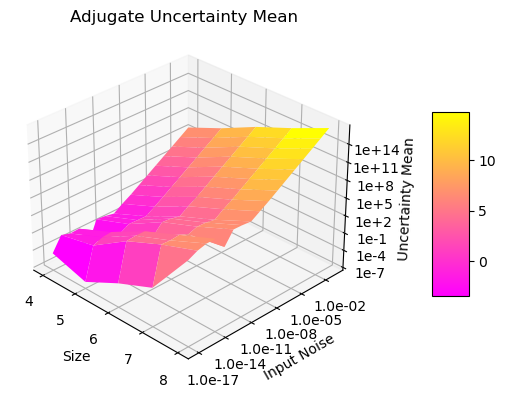 Adjugate Uncertainty Mean
1e+14
1e+11
1e+8
1e+5
1e+2
1e-1
1e-4
1e-7
Uncertainty Mean
10
5
0
4
5
6
7
8
Size
1.0e-02
1.0e-05
1.0e-08
1.0e-11
1.0e-14
1.0e-17
Input Noise